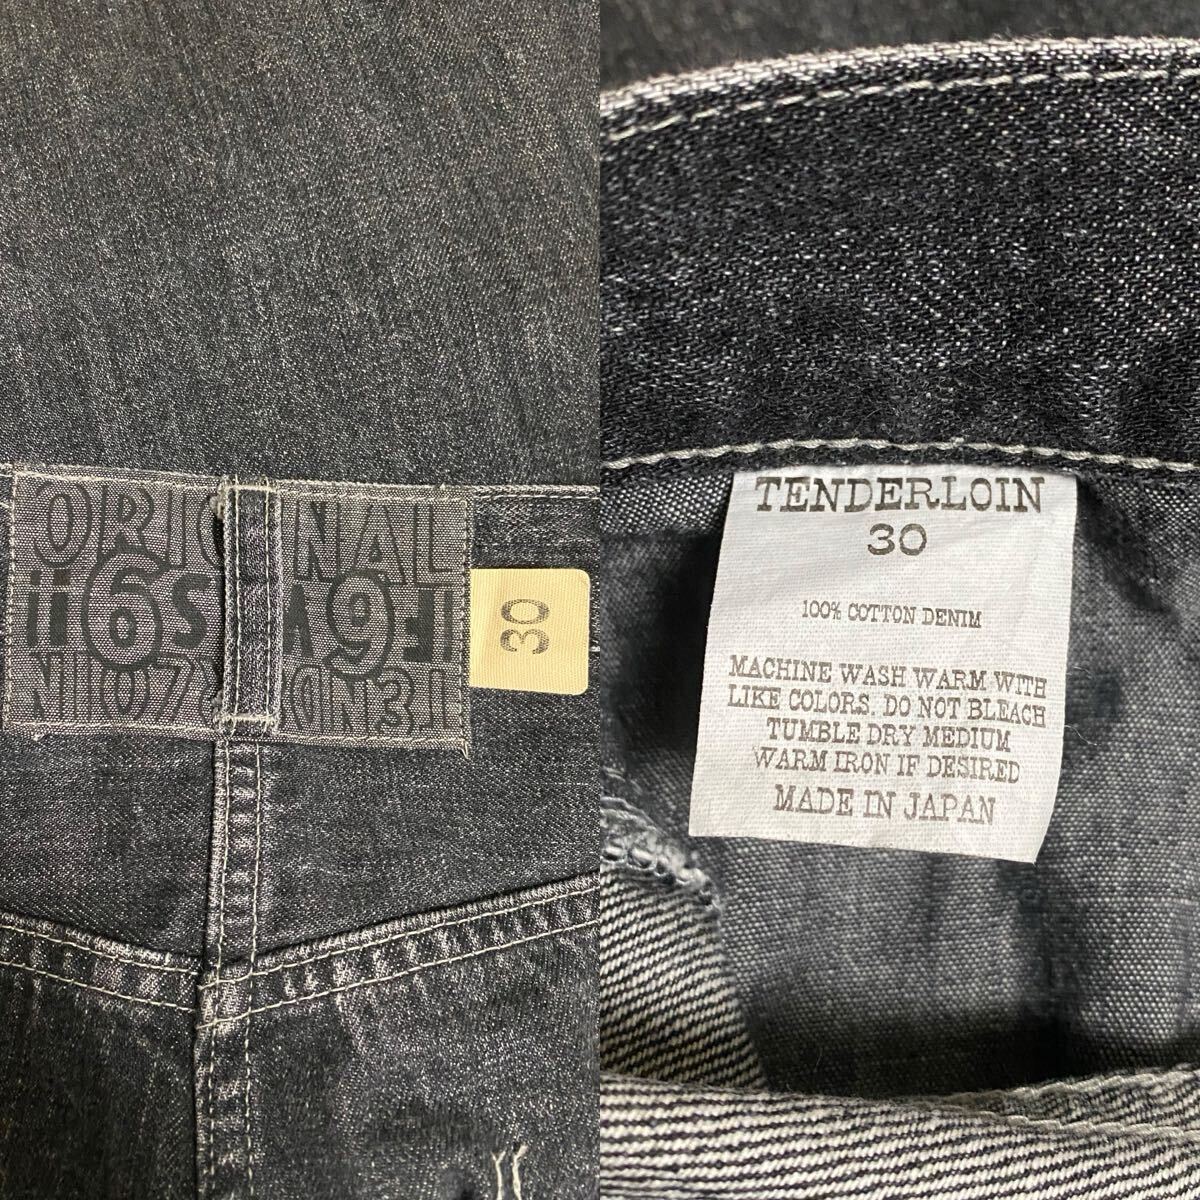 ORIGINAL
30
TENDERLOIN
30
100% COTTON DENIM
MACHINE WASH WARM WITH
LIKE COLORS. DO NOT BLEACH
TUMBLE DRY MEDIUM
WARM IRON IF DESIRED
MADE IN JAPAN